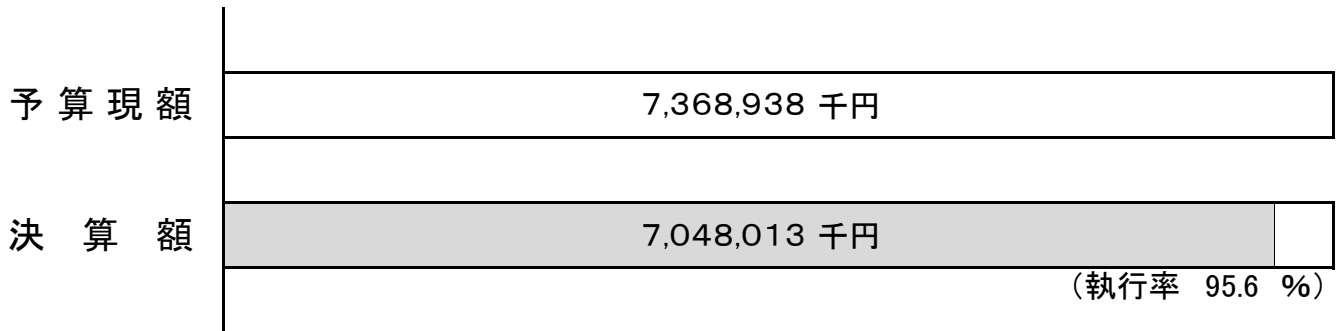 予算現額 7,368,938 千円
決算額 7,048,013 千円
（執行率 95.6 %）